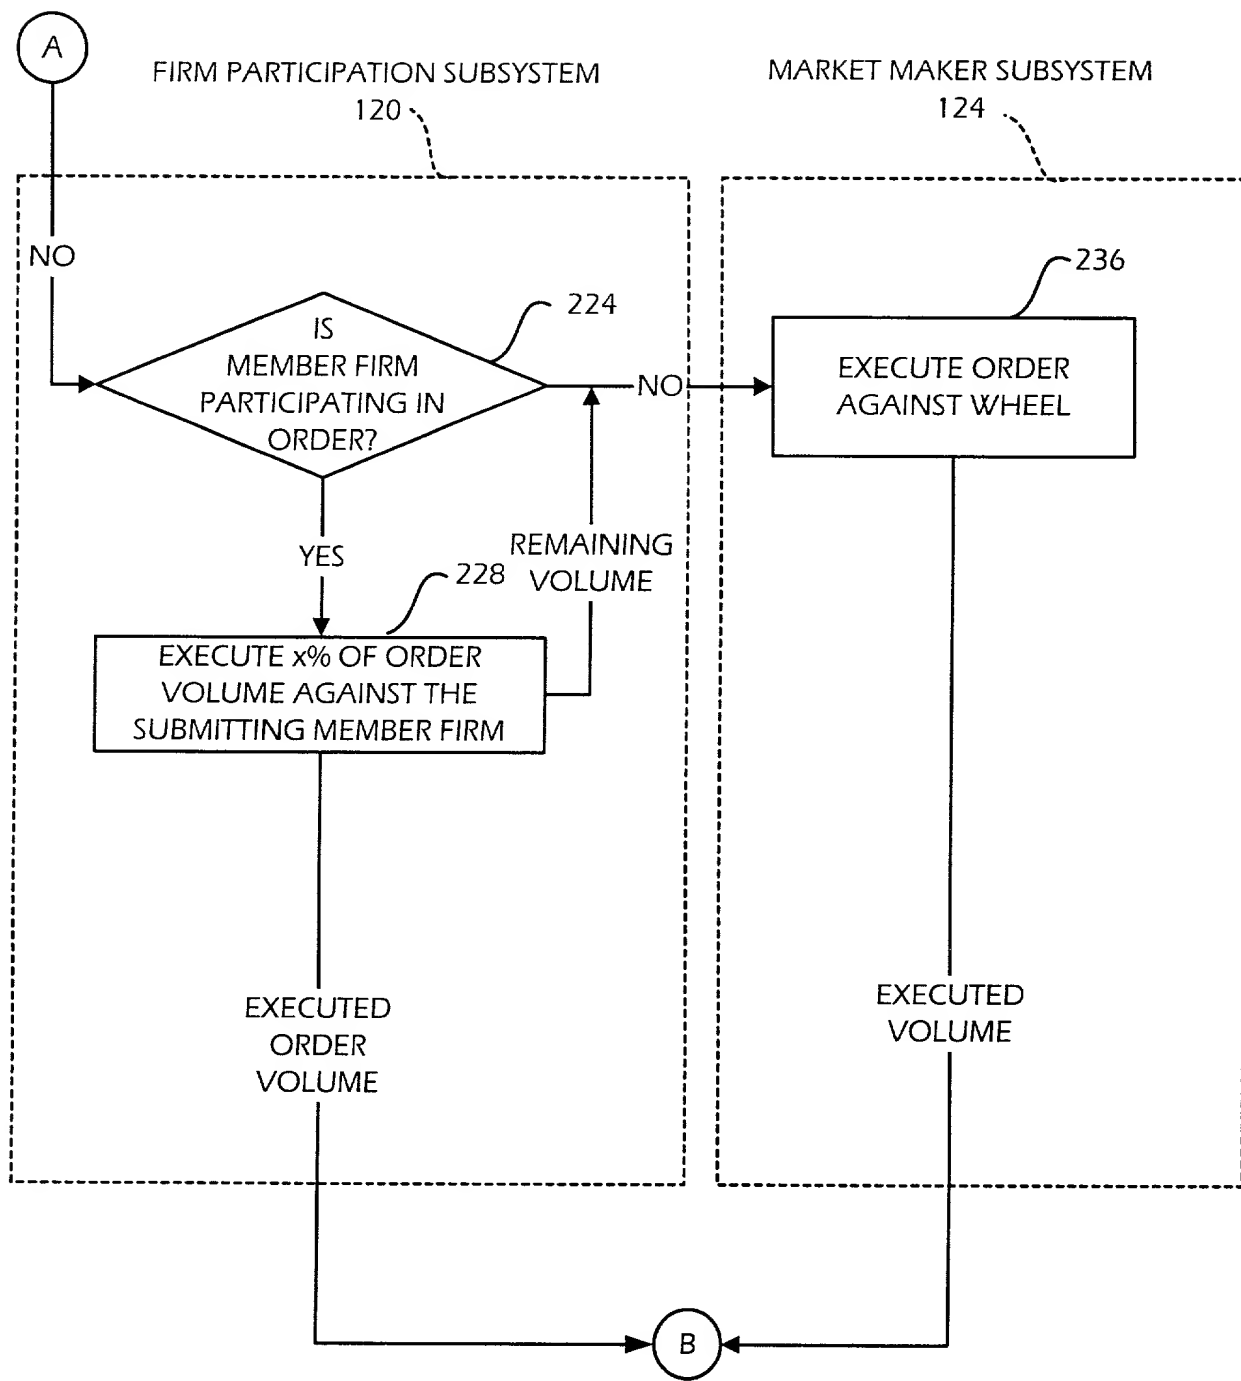 A
FIRM PARTICIPATION SUBSYSTEM
120
MARKET MAKER SUBSYSTEM
124
NO
224
IS
MEMBER FIRM
PARTICIPATING IN
ORDER?
NO
236
EXECUTE ORDER
AGAINST WHEEL
YES
REMAINING
VOLUME
228
EXECUTE x% OF ORDER
VOLUME AGAINST THE
SUBMITTING MEMBER FIRM
EXECUTED
ORDER
VOLUME
EXECUTED
VOLUME
B